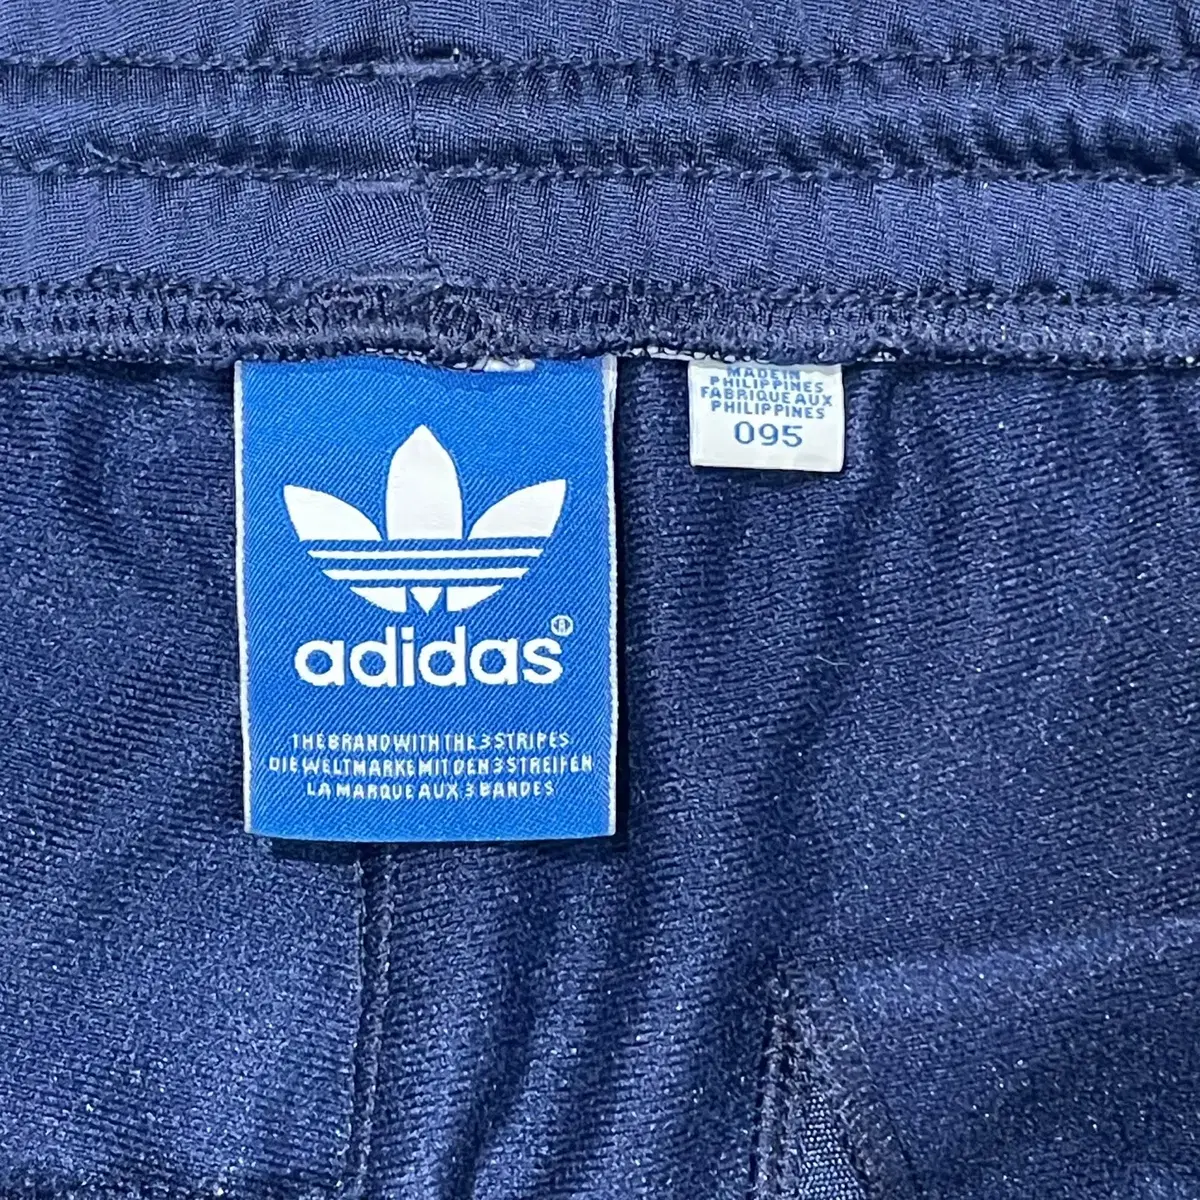 adidas®
THE BRAND WITH THE 3 STRIPES
DIE WELTMARKE MIT DEN 3 STREIFEN
LA MARQUE AUX 3 BANDES
MADE IN
PHILIPPINES
FABRIQUE AUX
PHILIPPINES
095